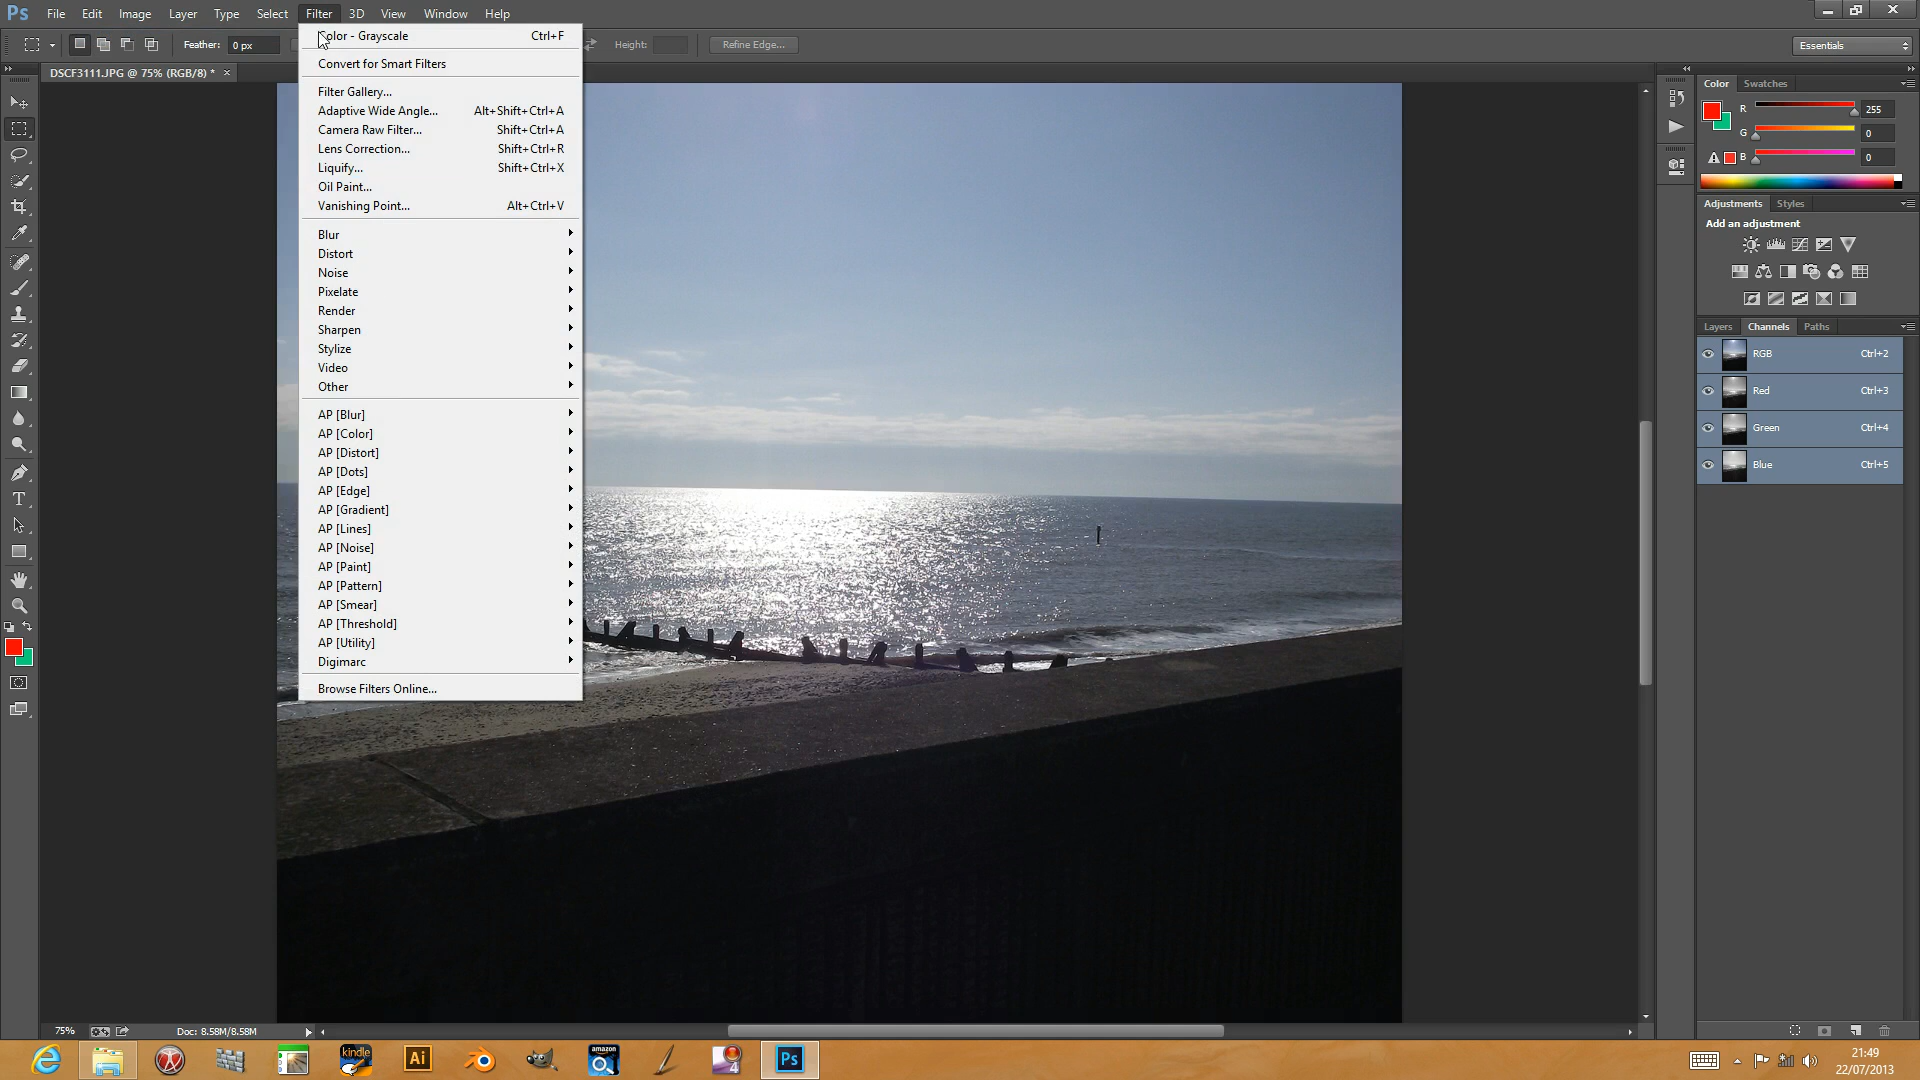 Ps File Edit Image Layer Type Select Filter 3D View Window Help
Feather: 0 px Height: Refine Edge... Essentials
DSCF3111.JPG @ 75% (RGB/8) * ×
Color - Grayscale Ctrl+F
Convert for Smart Filters
Filter Gallery...
Adaptive Wide Angle... Alt+Shift+Ctrl+A
Camera Raw Filter... Shift+Ctrl+A
Lens Correction... Shift+Ctrl+R
Liquify... Shift+Ctrl+X
Oil Paint...
Vanishing Point... Alt+Ctrl+V
Blur
Distort
Noise
Pixelate
Render
Sharpen
Stylize
Video
Other
AP [Blur]
AP [Color]
AP [Distort]
AP [Dots]
AP [Edge]
AP [Gradient]
AP [Lines]
AP [Noise]
AP [Paint]
AP [Pattern]
AP [Smear]
AP [Threshold]
AP [Utility]
Digimarc
Browse Filters Online...
Color Swatches
R 255
G 0
B 0
Adjustments Styles
Add an adjustment
Layers Channels Paths
RGB Ctrl+2
Red Ctrl+3
Green Ctrl+4
Blue Ctrl+5
75% Doc: 8.58M/8.58M
kindle Ai amazon 4 Ps
21:49
22/07/2013